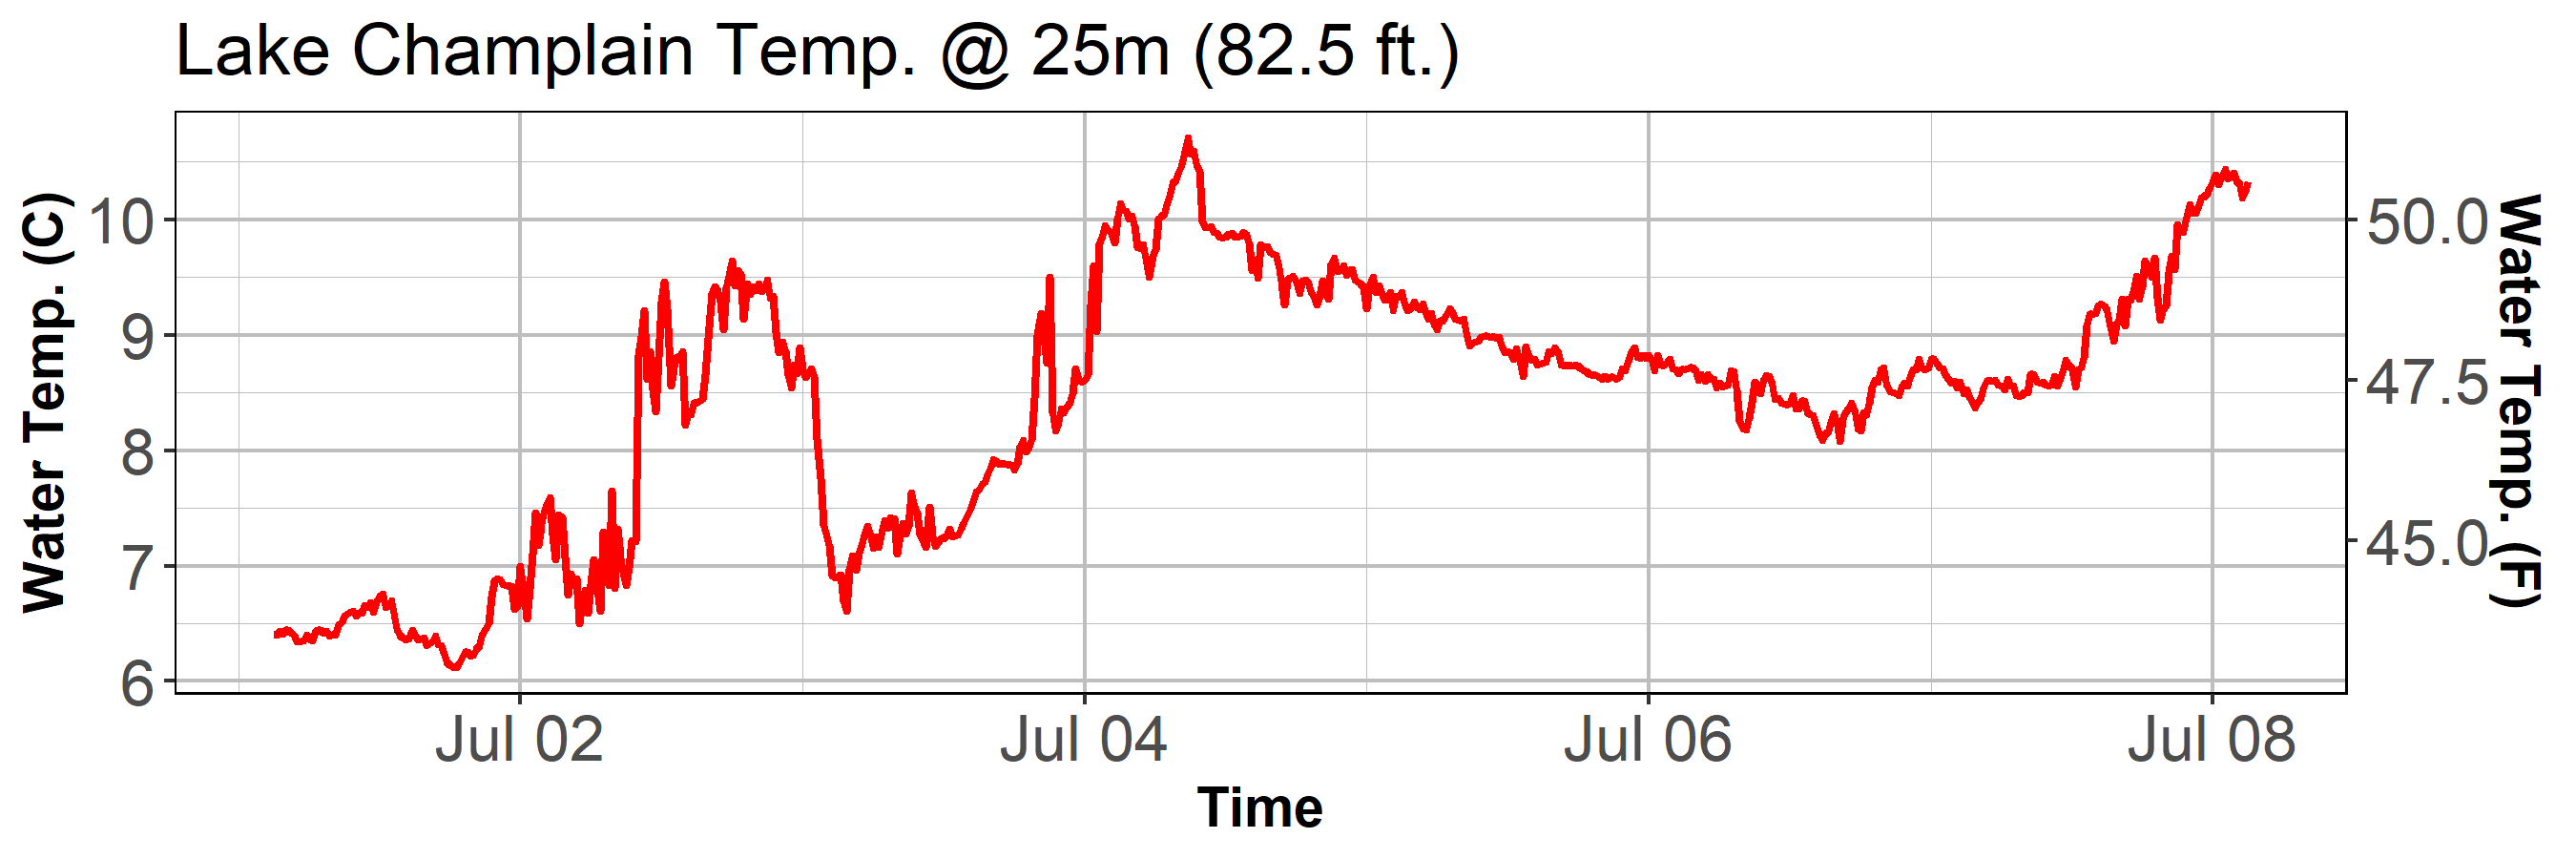 Lake Champlain Temp. @ 25m (82.5 ft.)
Water Temp. (C)
10
9
8
7
6
50.0
47.5
45.0
Water Temp. (F)
Jul 02
Jul 04
Jul 06
Jul 08
Time